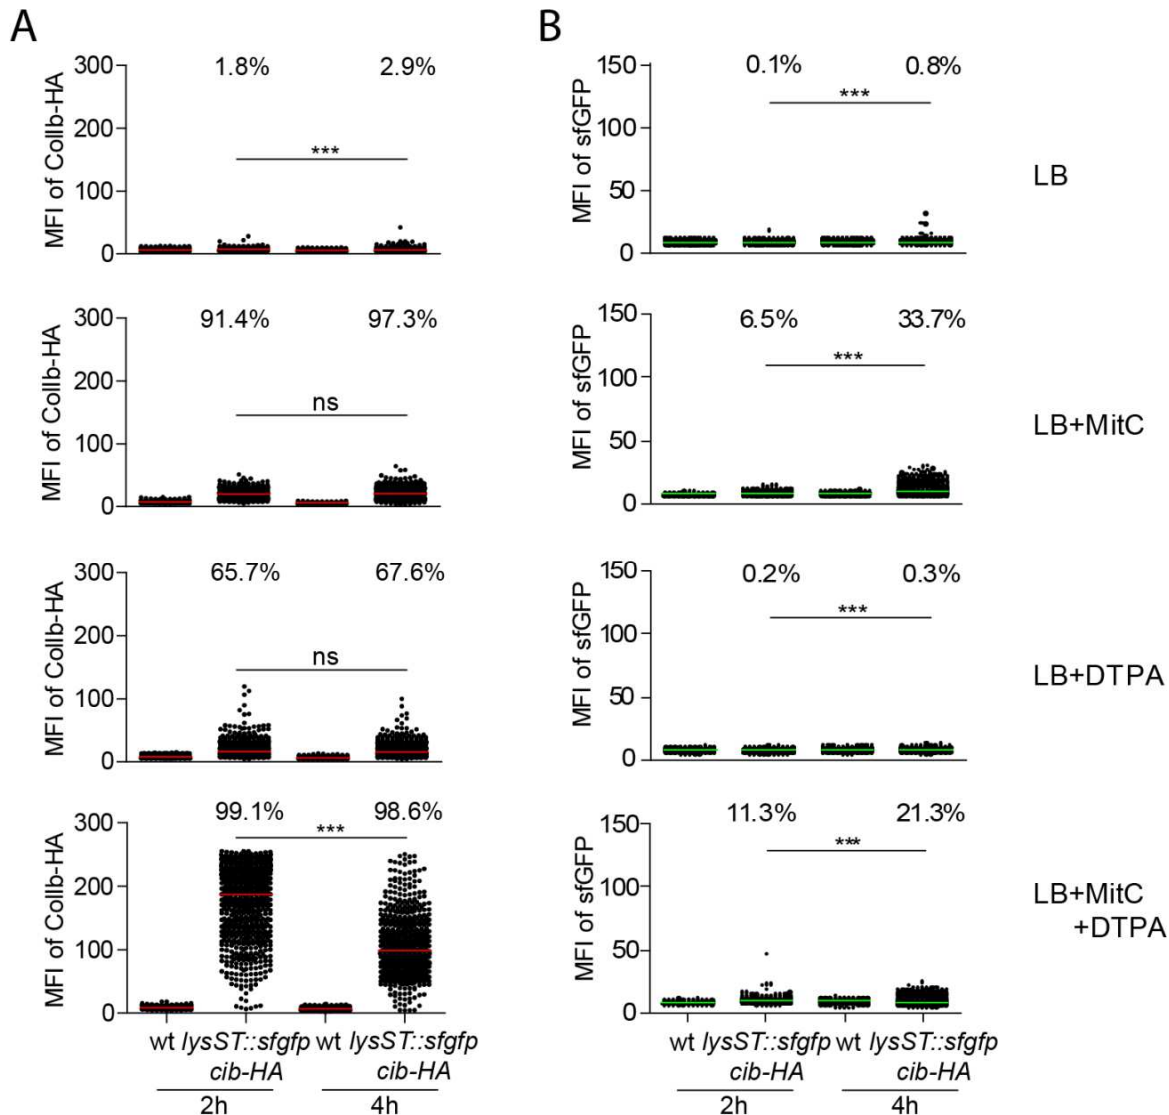 A
B
300
200
100
0
MFI of ColIb-HA
1.8%
2.9%
***
150
100
50
0
MFI of sfGFP
0.1%
0.8%
***
LB
300
200
100
0
MFI of ColIb-HA
91.4%
97.3%
ns
150
100
50
0
MFI of sfGFP
6.5%
33.7%
***
LB+MitC
300
200
100
0
MFI of ColIb-HA
65.7%
67.6%
ns
150
100
50
0
MFI of sfGFP
0.2%
0.3%
***
LB+DTPA
300
200
100
0
MFI of ColIb-HA
99.1%
98.6%
***
150
100
50
0
MFI of sfGFP
11.3%
21.3%
***
LB+MitC
+DTPA
wt lysST::sfgfp wt lysST::sfgfp
cib-HA cib-HA
2h 4h
wt lysST::sfgfp wt lysST::sfgfp
cib-HA cib-HA
2h 4h